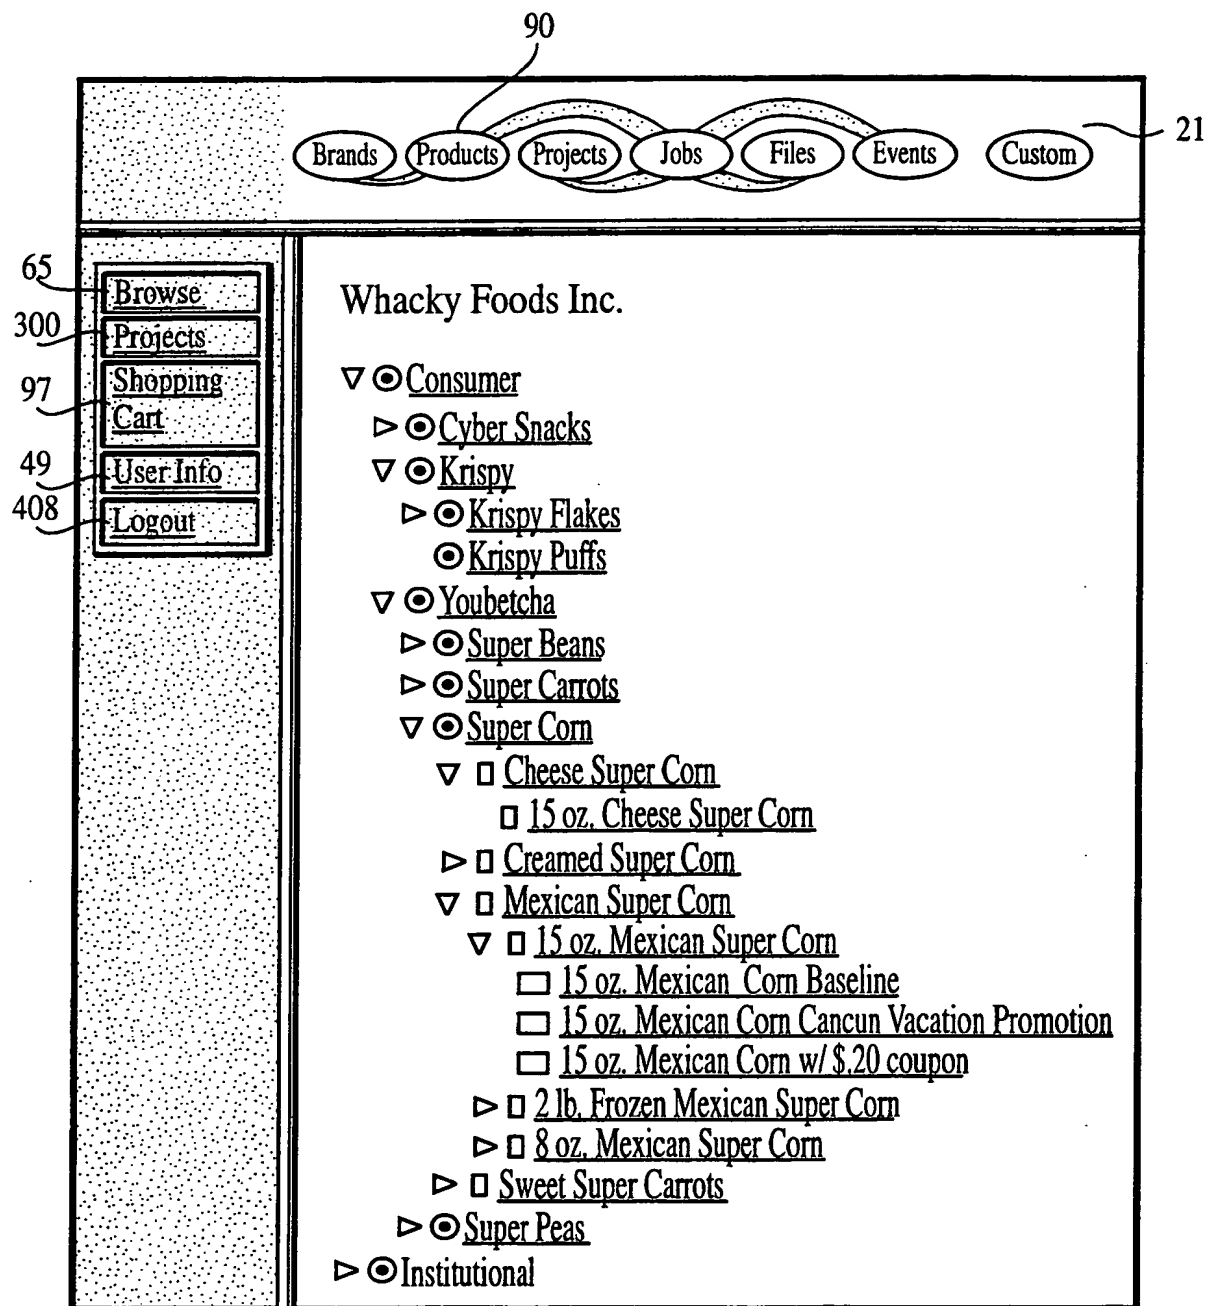 90
Brands Products Projects Jobs Files Events Custom
21
65
Browse
300
Projects
97
Shopping
Cart
49
User Info
408
Logout
Whacky Foods Inc.
Consumer
Cyber Snacks
Krispy
Krispy Flakes
Krispy Puffs
Youbetcha
Super Beans
Super Carrots
Super Corn
Cheese Super Corn
15 oz. Cheese Super Corn
Creamed Super Corn
Mexican Super Corn
15 oz. Mexican Super Corn
15 oz. Mexican Corn Baseline
15 oz. Mexican Corn Cancun Vacation Promotion
15 oz. Mexican Corn w/ $.20 coupon
2 lb. Frozen Mexican Super Corn
8 oz. Mexican Super Corn
Sweet Super Carrots
Super Peas
Institutional